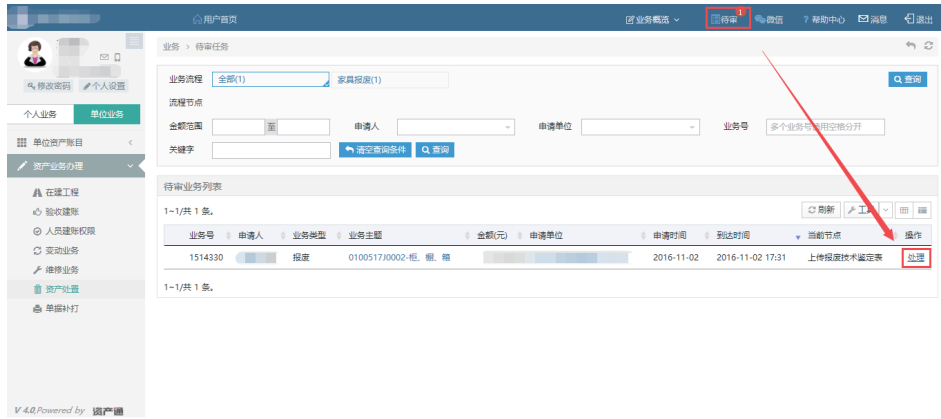 用户首页 业务概览 待审 1 微信 ? 帮助中心 消息 退出
修改密码 个人设置
个人业务 单位业务
单位资产账目
资产业务办理
在建工程
验收建账
人员建账权限
变动业务
维修业务
资产处置
单据补打
V 4.0,Powered by 资产通
业务 > 待审任务
业务流程 全部(1) 家具报废(1) 查询
流程节点
金额范围 至 申请人 申请单位 业务号 多个业务号请用空格分开
关键字 清空查询条件 查询
待审业务列表
1~1/共 1 条。 刷新 工具
业务号 申请人 业务类型 业务主题 金额(元) 申请单位 申请时间 到达时间 当前节点 操作
1514330 报废 0100517J0002-柜、橱、箱 2016-11-02 2016-11-02 17:31 上传报废技术鉴定表 处理
1~1/共 1 条。